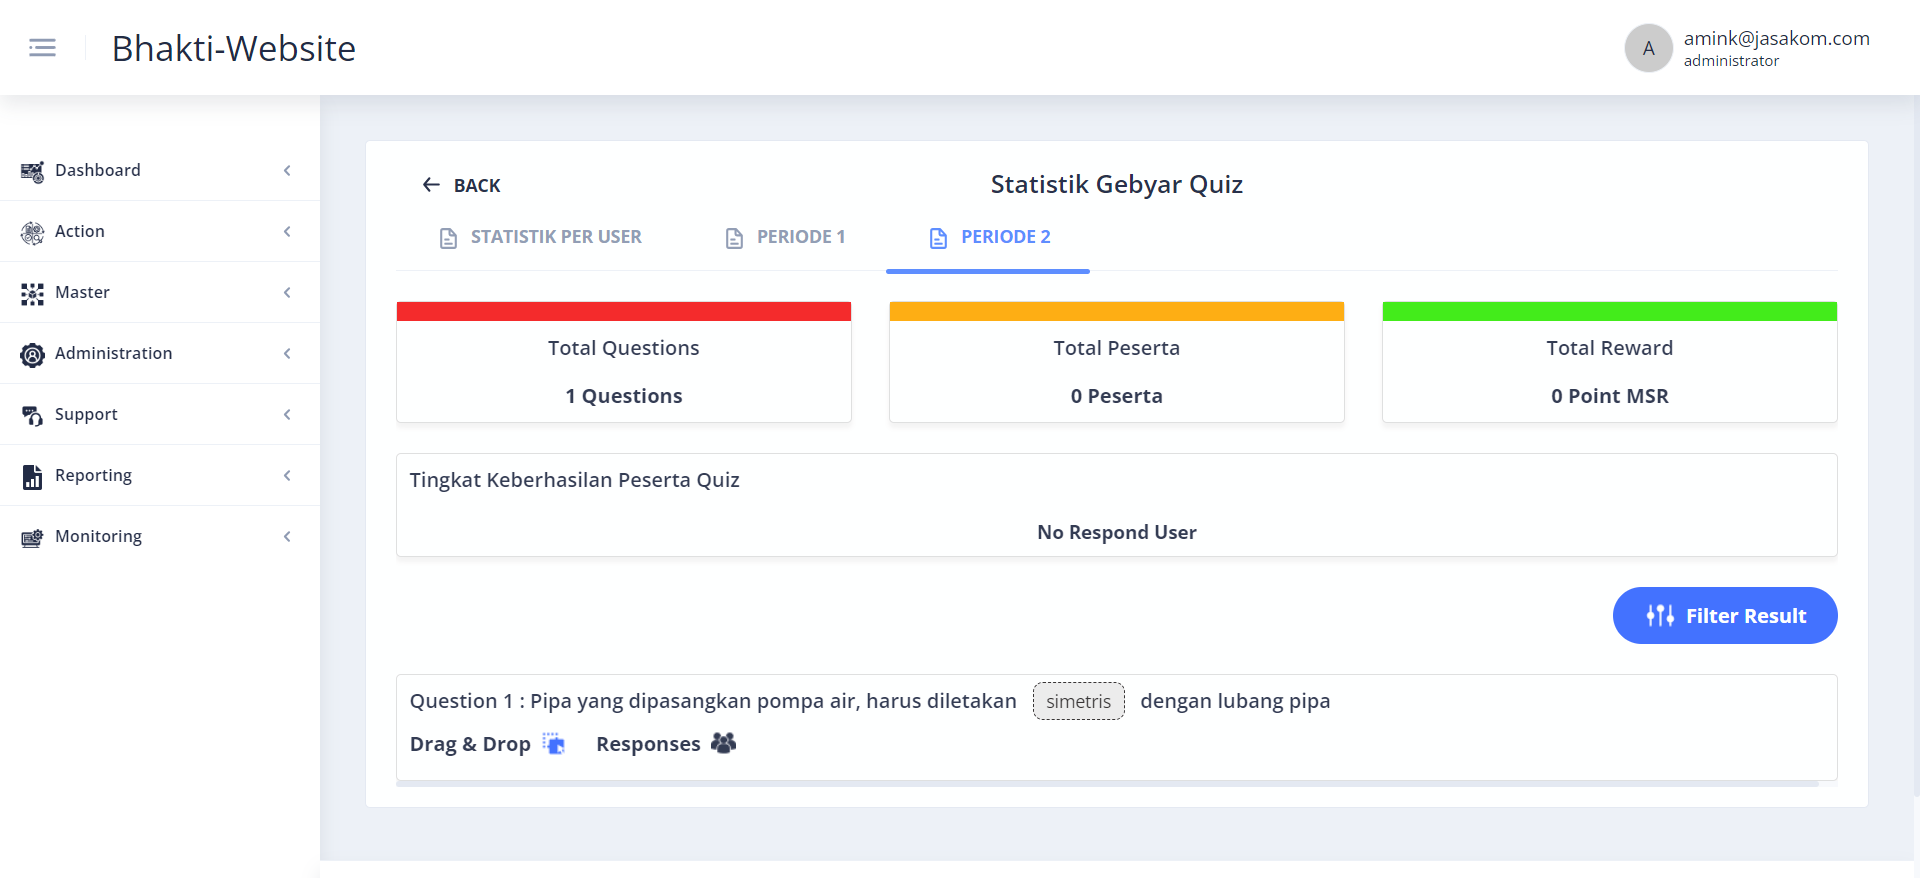 Bhakti-Website
A
amink@jasakom.com
administrator
Dashboard
Action
Master
Administration
Support
Reporting
Monitoring
BACK
Statistik Gebyar Quiz
STATISTIK PER USER
PERIODE 1
PERIODE 2
Total Questions
1 Questions
Total Peserta
0 Peserta
Total Reward
0 Point MSR
Tingkat Keberhasilan Peserta Quiz
No Respond User
Filter Result
Question 1 : Pipa yang dipasangkan pompa air, harus diletakan simetris dengan lubang pipa
Drag & Drop Responses